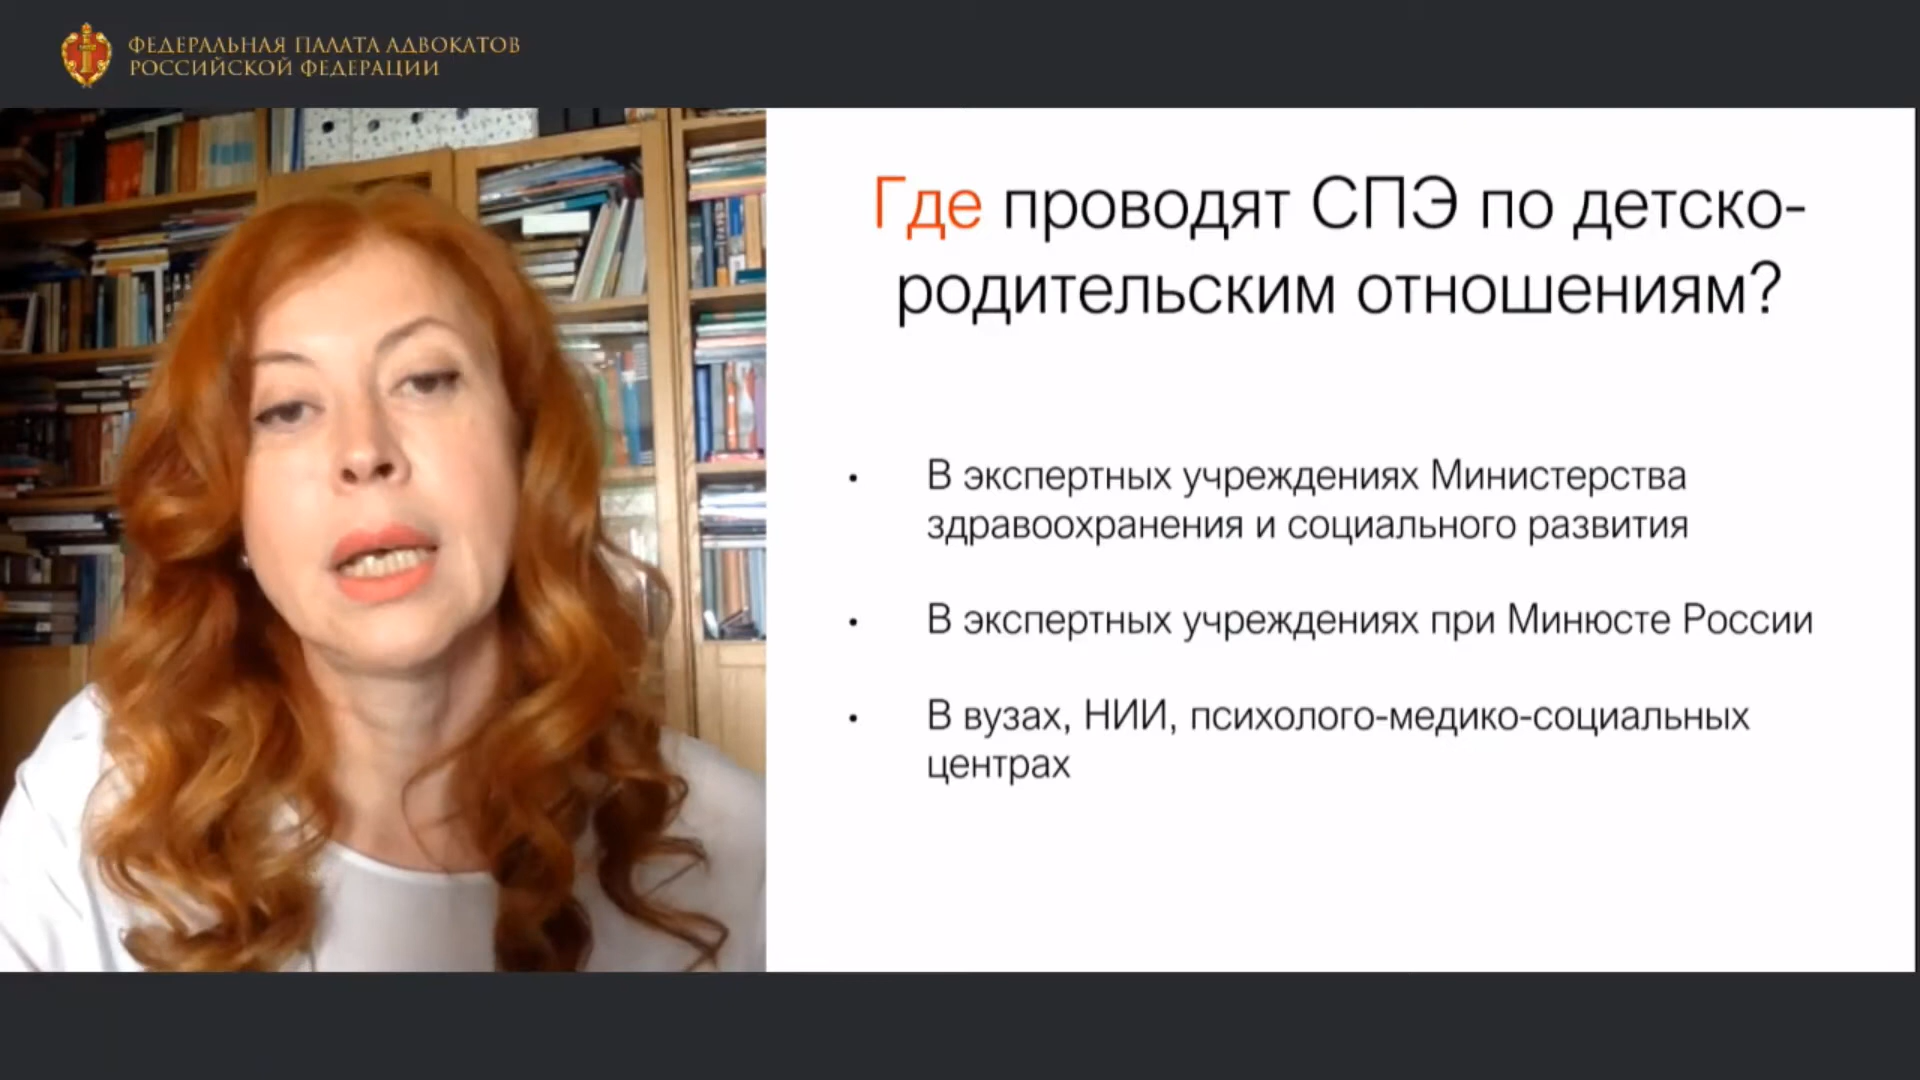 ФЕДЕРАЛЬНАЯ ПАЛАТА АДВОКАТОВ
РОССИЙСКОЙ ФЕДЕРАЦИИ
Где проводят СПЭ по детско-
родительским отношениям?
• В экспертных учреждениях Министерства
здравоохранения и социального развития
• В экспертных учреждениях при Минюсте России
• В вузах, НИИ, психолого-медико-социальных
центрах